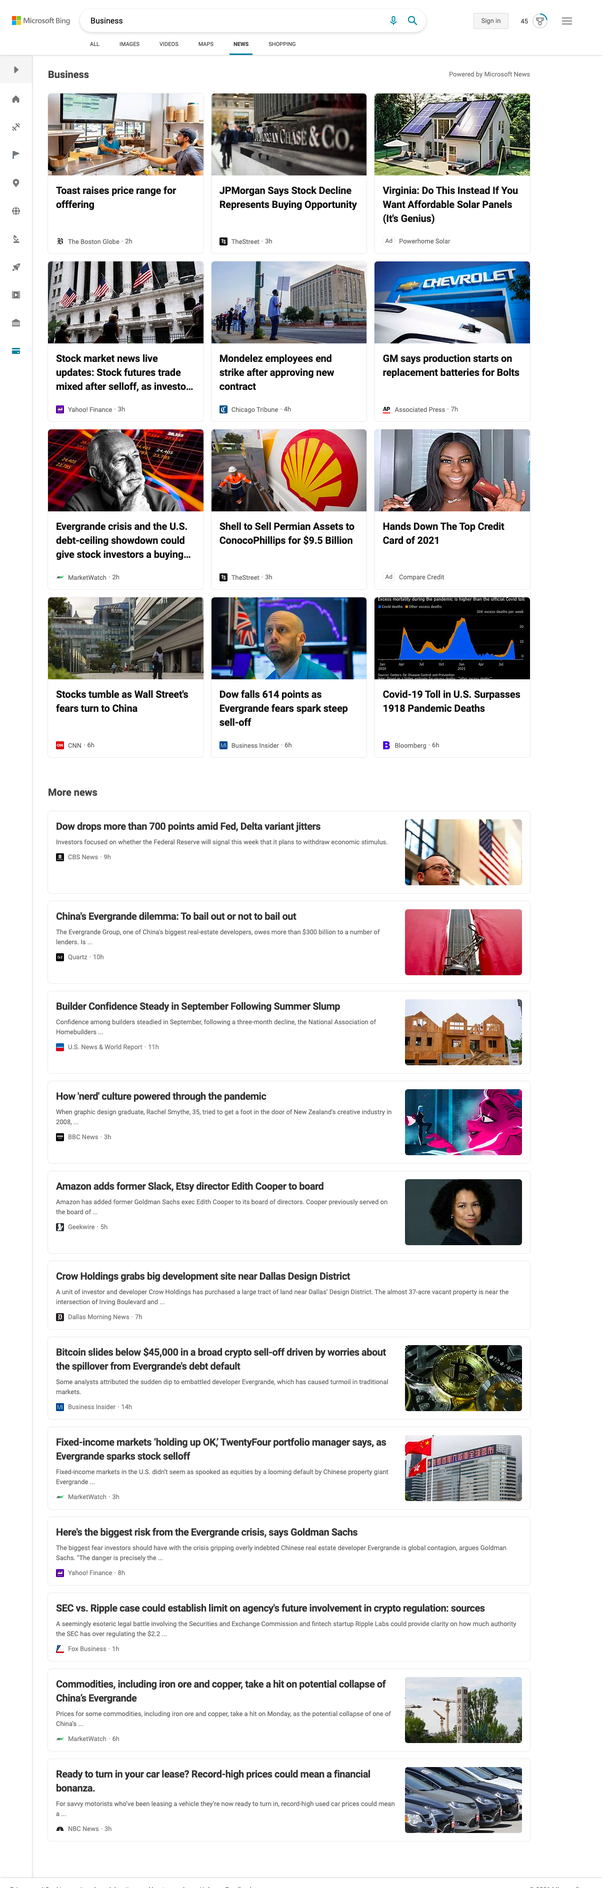 Microsoft Bing
Business
Sign in
45
ALL
IMAGES
VIDEOS
MAPS
NEWS
SHOPPING
Business
Powered by Microsoft News
Toast raises price range for
offfering
The Boston Globe · 2h
JPMORGAN CHASE & CO.
JPMorgan Says Stock Decline
Represents Buying Opportunity
TheStreet · 3h
Virginia: Do This Instead If You
Want Affordable Solar Panels
(It's Genius)
Ad Powerhome Solar
Stock market news live
updates: Stock futures trade
mixed after selloff, as investo...
Yahoo! Finance · 3h
Mondelez employees end
strike after approving new
contract
Chicago Tribune · 4h
CHEVROLET
GM says production starts on
replacement batteries for Bolts
AP Associated Press · 7h
Evergrande crisis and the U.S.
debt-ceiling showdown could
give stock investors a buying...
MarketWatch · 2h
Shell to Sell Permian Assets to
ConocoPhillips for $9.5 Billion
TheStreet · 3h
Hands Down The Top Credit
Card of 2021
Ad Compare Credit
Stocks tumble as Wall Street's
fears turn to China
CNN · 6h
Dow falls 614 points as
Evergrande fears spark steep
sell-off
Business Insider · 6h
Excess mortality during the pandemic is higher than the official Covid toll
Covid deaths Other excess deaths
Covid-19 Toll in U.S. Surpasses
1918 Pandemic Deaths
Bloomberg · 6h
More news
Dow drops more than 700 points amid Fed, Delta variant jitters
Investors focused on whether the Federal Reserve will signal this week that it plans to withdraw economic stimulus.
CBS News · 9h
China's Evergrande dilemma: To bail out or not to bail out
The Evergrande Group, one of China's biggest real-estate developers, owes more than $300 billion to a number of
lenders. Is ...
Quartz · 10h
Builder Confidence Steady in September Following Summer Slump
Confidence among builders steadied in September, following a three-month decline, the National Association of
Homebuilders ...
U.S. News & World Report · 11h
How 'nerd' culture powered through the pandemic
When graphic design graduate, Rachel Smythe, 35, tried to get a foot in the door of New Zealand's creative industry in
2008, ...
BBC News · 3h
Amazon adds former Slack, Etsy director Edith Cooper to board
Amazon has added former Goldman Sachs exec Edith Cooper to its board of directors. Cooper previously served on
the board of ...
Geekwire · 5h
Crow Holdings grabs big development site near Dallas Design District
A unit of investor and developer Crow Holdings has purchased a large tract of land near Dallas' Design District. The almost 37-acre vacant property is near the
intersection of Irving Boulevard and ...
Dallas Morning News · 7h
Bitcoin slides below $45,000 in a broad crypto sell-off driven by worries about
the spillover from Evergrande's debt default
Some analysts attributed the sudden dip to embattled developer Evergrande, which has caused turmoil in traditional
markets.
Business Insider · 14h
Fixed-income markets 'holding up OK,' TwentyFour portfolio manager says, as
Evergrande sparks stock selloff
Fixed-income markets in the U.S. didn't seem as spooked as equities by a looming default by Chinese property giant
Evergrande ...
MarketWatch · 3h
Here's the biggest risk from the Evergrande crisis, says Goldman Sachs
The biggest fear investors should have with the crisis gripping overly indebted Chinese real estate developer Evergrande is global contagion, argues Goldman
Sachs. "The danger is precisely the ...
Yahoo! Finance · 8h
SEC vs. Ripple case could establish limit on agency's future involvement in crypto regulation: sources
A seemingly esoteric legal battle involving the Securities and Exchange Commission and fintech startup Ripple Labs could provide clarity on how much authority
the SEC has over regulating the $2.2 ...
Fox Business · 1h
Commodities, including iron ore and copper, take a hit on potential collapse of
China's Evergrande
Prices for some commodities, including iron ore and copper, take a hit on Monday, as the potential collapse of one of
China's ...
MarketWatch · 6h
Ready to turn in your car lease? Record-high prices could mean a financial
bonanza.
For savvy motorists who've been leasing a vehicle they're now ready to turn in, record-high used car prices could mean
a ...
NBC News · 3h